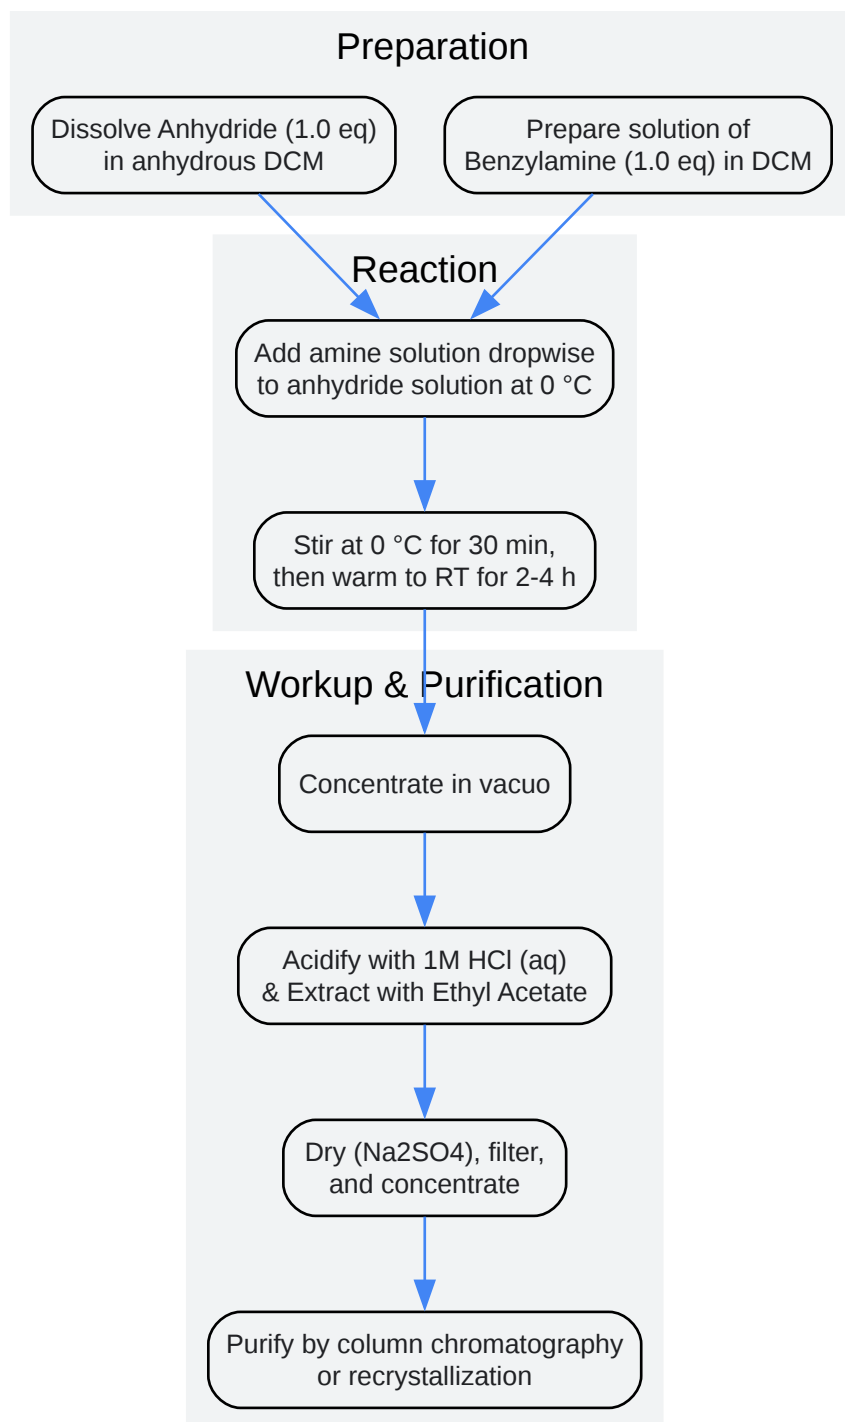 Preparation
Dissolve Anhydride (1.0 eq)
in anhydrous DCM
Prepare solution of
Benzylamine (1.0 eq) in DCM
Reaction
Add amine solution dropwise
to anhydride solution at 0 °C
Stir at 0 °C for 30 min,
then warm to RT for 2-4 h
Workup & Purification
Concentrate in vacuo
Acidify with 1M HCl (aq)
& Extract with Ethyl Acetate
Dry (Na2SO4), filter,
and concentrate
Purify by column chromatography
or recrystallization